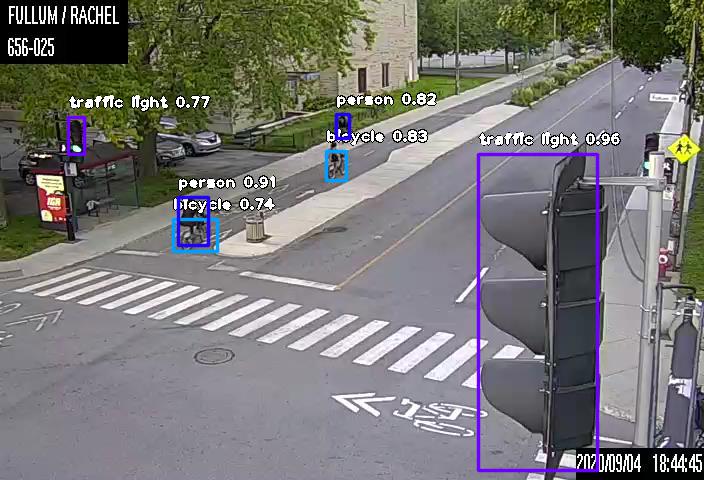 FULLUM / RACHEL
656-025
traffic light 0.77
person 0.82
bicycle 0.83
traffic light 0.96
person 0.91
bicycle 0.74
2020/09/04 18:44:45